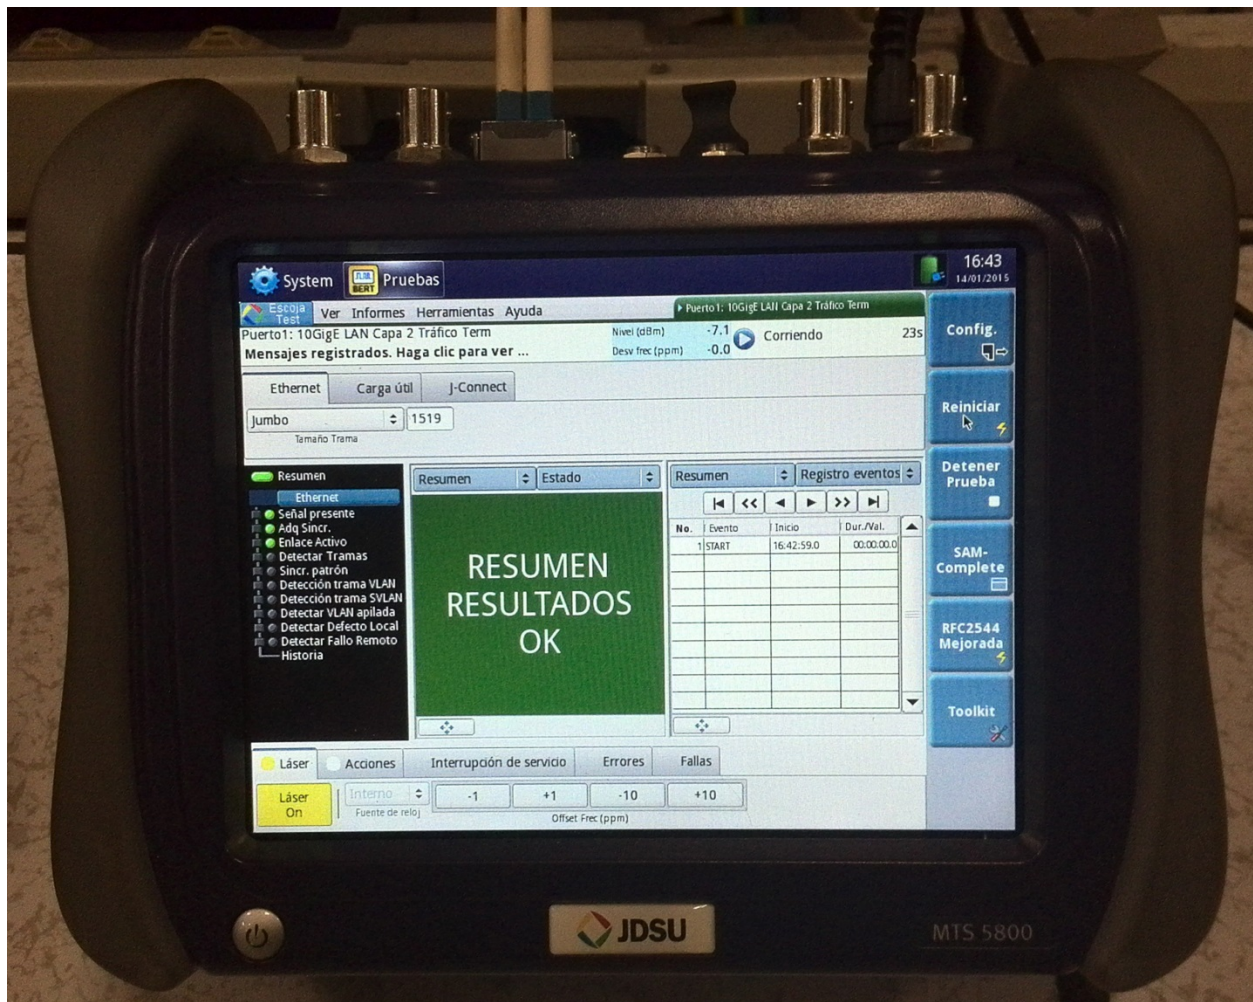 System
Pruebas
BERT
16:43
14/01/2015
Escoja
Test
Ver
Informes
Herramientas
Ayuda
Puerto1: 10GigE LAN Capa 2 Tráfico Term
Puerto1: 10GigE LAN Capa 2 Tráfico Term
Mensajes registrados. Haga clic para ver ...
Nivel (dBm) -7.1
Desv frec (ppm) -0.0
Corriendo
23s
Ethernet
Carga útil
J-Connect
Jumbo
1519
Tamaño Trama
Resumen
Ethernet
Señal presente
Adq Sincr.
Enlace Activo
Detectar Tramas
Sincr. patrón
Detección trama VLAN
Detección trama SVLAN
Detectar VLAN apilada
Detectar Defecto Local
Detectar Fallo Remoto
Historia
Resumen
Estado
RESUMEN
RESULTADOS
OK
Resumen
Registro eventos
No. Evento Inicio Dur./Val.
1 START 16:42:59.0 00:00:00.0
Config.
Reiniciar
Detener
Prueba
SAM-
Complete
RFC2544
Mejorada
Toolkit
Láser
Acciones
Interrupción de servicio
Errores
Fallas
Láser
On
Interno
Fuente de reloj
-1
+1
-10
+10
Offset Frec (ppm)
JDSU
MTS 5800